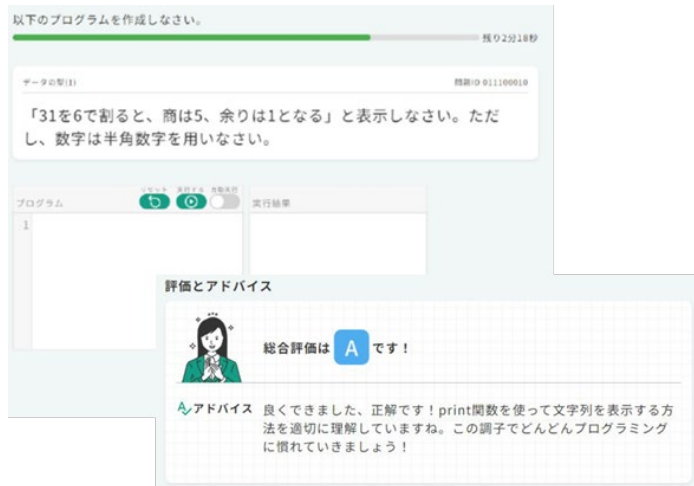 以下のプログラムを作成しなさい。
残り2分18秒
データの型(1)
問題ID 011100010
「31を6で割ると、商は5、余りは1となる」と表示しなさい。ただ
し、数字は半角数字を用いなさい。
リセット 実行する 自動実行
プログラム
実行結果
1
評価とアドバイス
総合評価は A です！
アドバイス
良くできました、正解です！print関数を使って文字列を表示する方
法を適切に理解していますね。この調子でどんどんプログラミング
に慣れていきましょう！